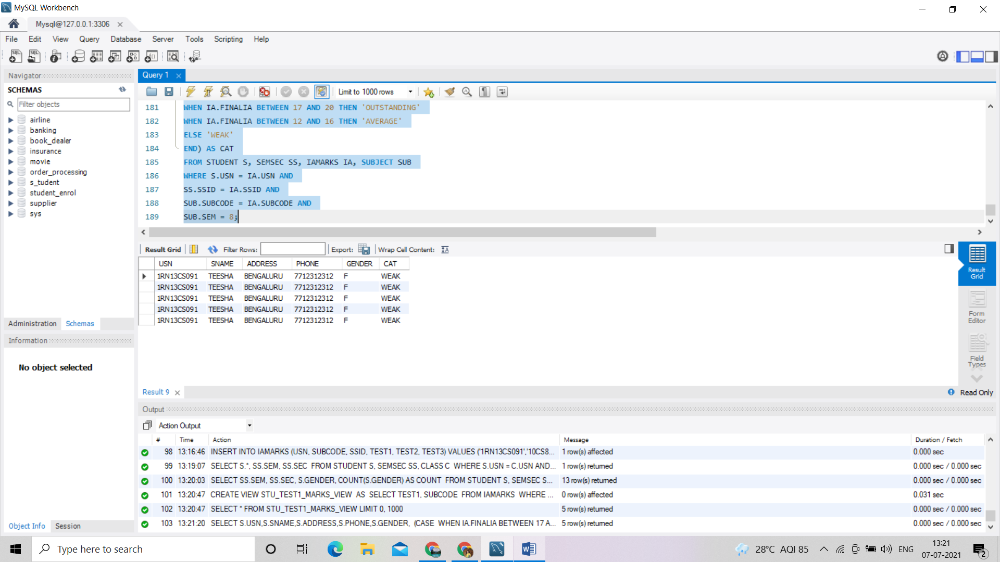 MySQL Workbench
Mysql@127.0.0.1:3306
File Edit View Query Database Server Tools Scripting Help
Navigator
SCHEMAS
Filter objects
airline
banking
book_dealer
insurance
movie
order_processing
s_tudent
student_enrol
supplier
sys
Administration Schemas
Information
No object selected
Object Info Session
Query 1
Limit to 1000 rows
181 WHEN IA.FINALIA BETWEEN 17 AND 20 THEN 'OUTSTANDING'
182 WHEN IA.FINALIA BETWEEN 12 AND 16 THEN 'AVERAGE'
183 ELSE 'WEAK'
184 END) AS CAT
185 FROM STUDENT S, SEMSEC SS, IAMARKS IA, SUBJECT SUB
186 WHERE S.USN = IA.USN AND
187 SS.SSID = IA.SSID AND
188 SUB.SUBCODE = IA.SUBCODE AND
189 SUB.SEM = 8;
Result Grid Filter Rows: Export: Wrap Cell Content:
USN SNAME ADDRESS PHONE GENDER CAT
1RN13CS091 TEESHA BENGALURU 7712312312 F WEAK
1RN13CS091 TEESHA BENGALURU 7712312312 F WEAK
1RN13CS091 TEESHA BENGALURU 7712312312 F WEAK
1RN13CS091 TEESHA BENGALURU 7712312312 F WEAK
1RN13CS091 TEESHA BENGALURU 7712312312 F WEAK
Result
Grid
Form
Editor
Field
Types
Result 9
Read Only
Output
Action Output
# Time Action Message Duration / Fetch
98 13:16:46 INSERT INTO IAMARKS (USN, SUBCODE, SSID, TEST1, TEST2, TEST3) VALUES ('1RN13CS091','10CS8... 1 row(s) affected 0.000 sec
99 13:19:07 SELECT S.*, SS.SEM, SS.SEC FROM STUDENT S, SEMSEC SS, CLASS C WHERE S.USN = C.USN AND... 1 row(s) returned 0.000 sec / 0.000 sec
100 13:20:03 SELECT SS.SEM, SS.SEC, S.GENDER, COUNT(S.GENDER) AS COUNT FROM STUDENT S, SEMSEC S... 13 row(s) returned 0.000 sec / 0.000 sec
101 13:20:47 CREATE VIEW STU_TEST1_MARKS_VIEW AS SELECT TEST1, SUBCODE FROM IAMARKS WHERE ... 0 row(s) affected 0.031 sec
102 13:20:47 SELECT * FROM STU_TEST1_MARKS_VIEW LIMIT 0, 1000 5 row(s) returned 0.000 sec / 0.000 sec
103 13:21:20 SELECT S.USN,S.SNAME,S.ADDRESS,S.PHONE,S.GENDER, (CASE WHEN IA.FINALIA BETWEEN 17 A... 5 row(s) returned 0.000 sec / 0.000 sec
Type here to search
28°C AQI 85
ENG
13:21
07-07-2021
2